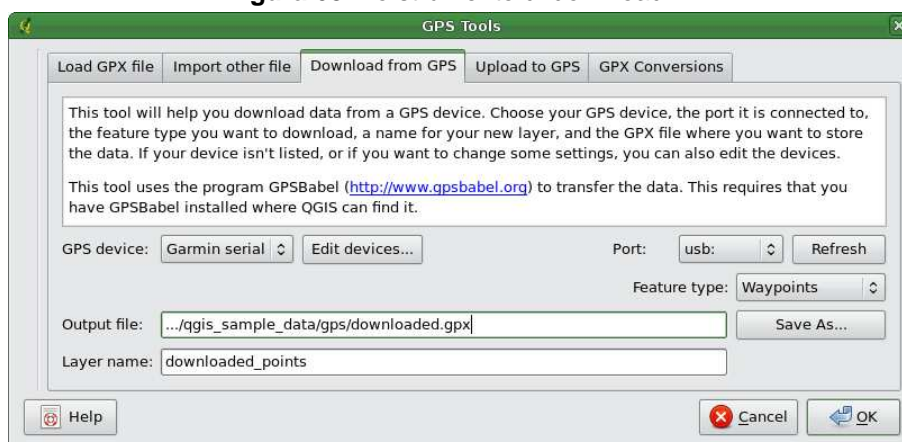 GPS Tools
Load GPX file Import other file Download from GPS Upload to GPS GPX Conversions
This tool will help you download data from a GPS device. Choose your GPS device, the port it is connected to,
the feature type you want to download, a name for your new layer, and the GPX file where you want to store
the data. If your device isn't listed, or if you want to change some settings, you can also edit the devices.
This tool uses the program GPSBabel (http://www.gpsbabel.org) to transfer the data. This requires that you
have GPSBabel installed where QGIS can find it.
GPS device: Garmin serial Edit devices... Port: usb: Refresh
Feature type: Waypoints
Output file: .../qgis_sample_data/gps/downloaded.gpx Save As...
Layer name: downloaded_points
Help Cancel OK